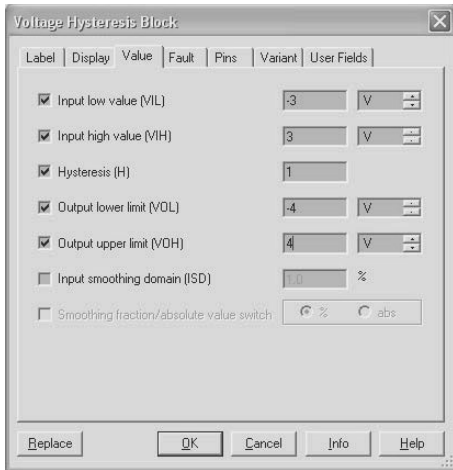 Voltage Hysteresis Block
Label Display Value Fault Pins Variant User Fields
Input low value (VIL) -3 V
Input high value (VIH) 3 V
Hysteresis (H) 1
Output lower limit (VOL) -4 V
Output upper limit (VOH) 4 V
Input smoothing domain (ISD) 1.0 %
Smoothing fraction/absolute value switch % abs
Replace OK Cancel Info Help